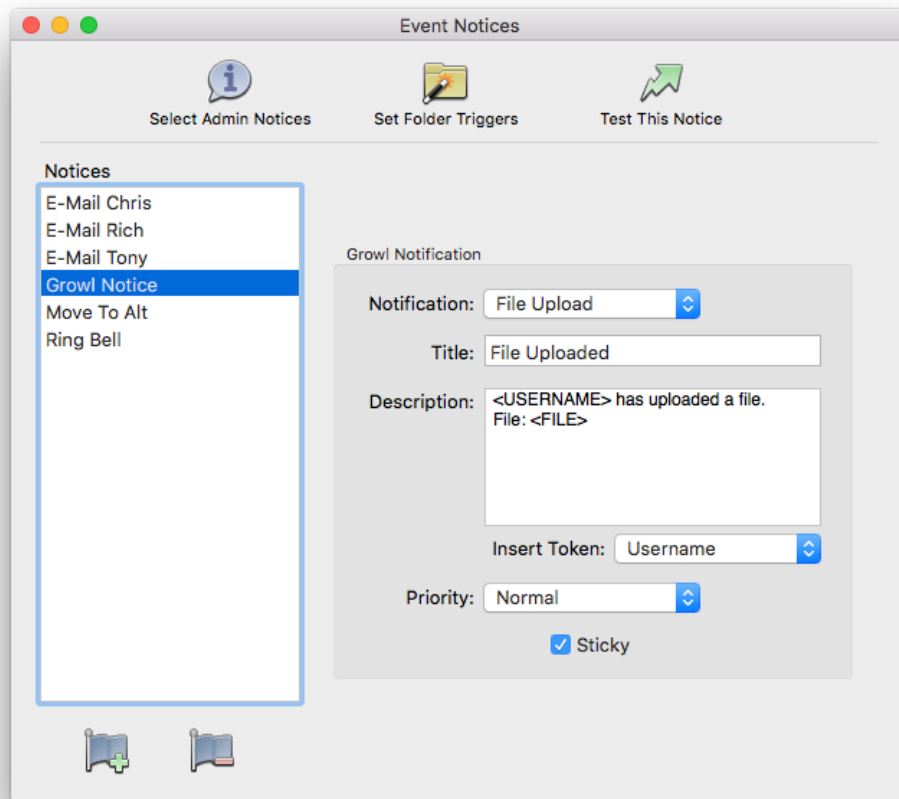 Event Notices
Select Admin Notices
Set Folder Triggers
Test This Notice
Notices
E-Mail Chris
E-Mail Rich
E-Mail Tony
Growl Notice
Move To Alt
Ring Bell
Growl Notification
Notification: File Upload
Title: File Uploaded
Description: <USERNAME> has uploaded a file.
File: <FILE>
Insert Token: Username
Priority: Normal
Sticky